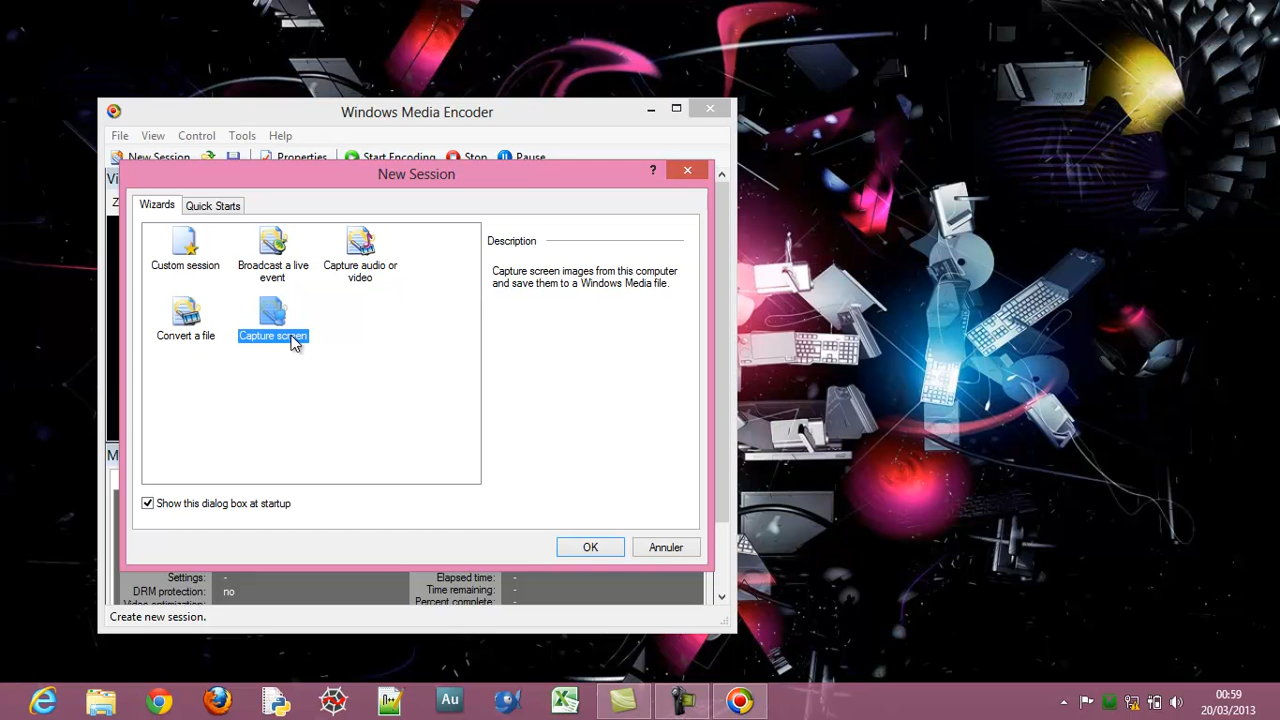 Windows Media Encoder
File View Control Tools Help
New Session Properties Start Encoding Stop Pause
New Session
?
Wizards Quick Starts
Custom session
Broadcast a live
event
Capture audio or
video
Convert a file
Capture screen
Description
Capture screen images from this computer
and save them to a Windows Media file.
Show this dialog box at startup
OK Annuler
Settings: - Elapsed time: -
DRM protection: no Time remaining: -
Video optimization: Percent complete: -
Create new session.
Au
00:59
20/03/2013